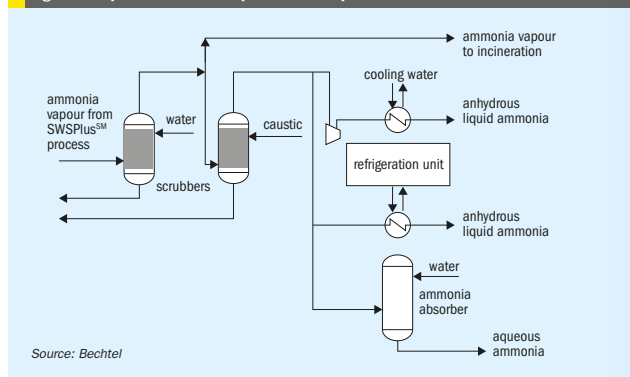 ammonia vapour
to incineration
cooling water
ammonia
vapour from
SWSPlusSM
process
water
caustic
anhydrous
liquid ammonia
refrigeration unit
scrubbers
anhydrous
liquid ammonia
water
ammonia
absorber
aqueous
ammonia
Source: Bechtel